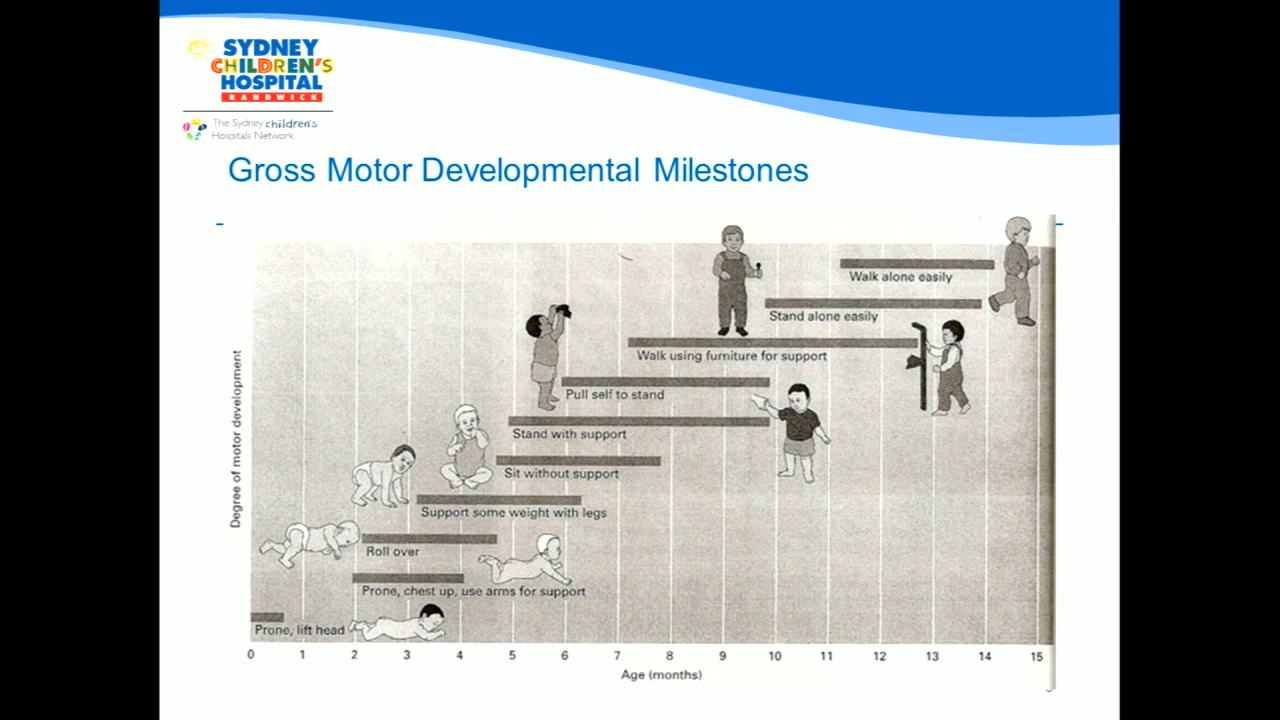 SYDNEY
CHILDREN'S
HOSPITAL
RANDWICK
The Sydney children's
Hospitals Network
Gross Motor Developmental Milestones
Walk alone easily
Stand alone easily
Walk using furniture for support
Pull self to stand
Stand with support
Sit without support
Support some weight with legs
Roll over
Prone, chest up, use arms for support
Prone, lift head
Degree of motor development
0 1 2 3 4 5 6 7 8 9 10 11 12 13 14 15
Age (months)